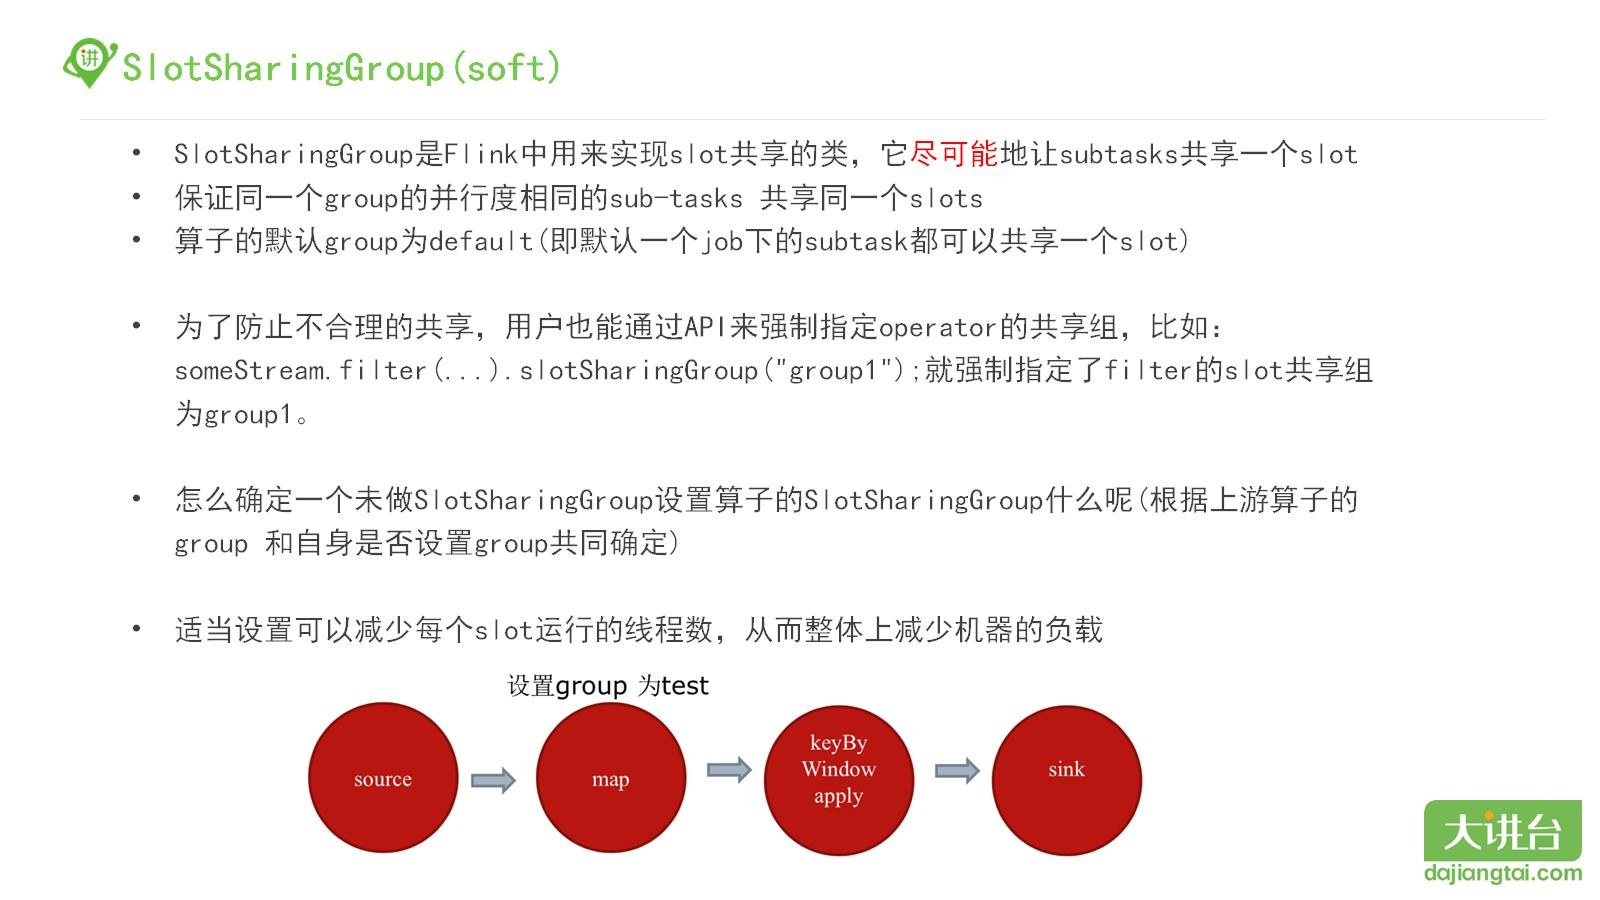 讲
SlotSharingGroup(soft)
• SlotSharingGroup是Flink中用来实现slot共享的类，它尽可能地让subtasks共享一个slot
• 保证同一个group的并行度相同的sub-tasks 共享同一个slots
• 算子的默认group为default(即默认一个job下的subtask都可以共享一个slot)
• 为了防止不合理的共享，用户也能通过API来强制指定operator的共享组，比如：
someStream.filter(...).slotSharingGroup("group1");就强制指定了filter的slot共享组
为group1。
• 怎么确定一个未做SlotSharingGroup设置算子的SlotSharingGroup什么呢(根据上游算子的
group 和自身是否设置group共同确定)
• 适当设置可以减少每个slot运行的线程数，从而整体上减少机器的负载
设置group 为test
source
map
keyBy
Window
apply
sink
大讲台
dajiangtai.com